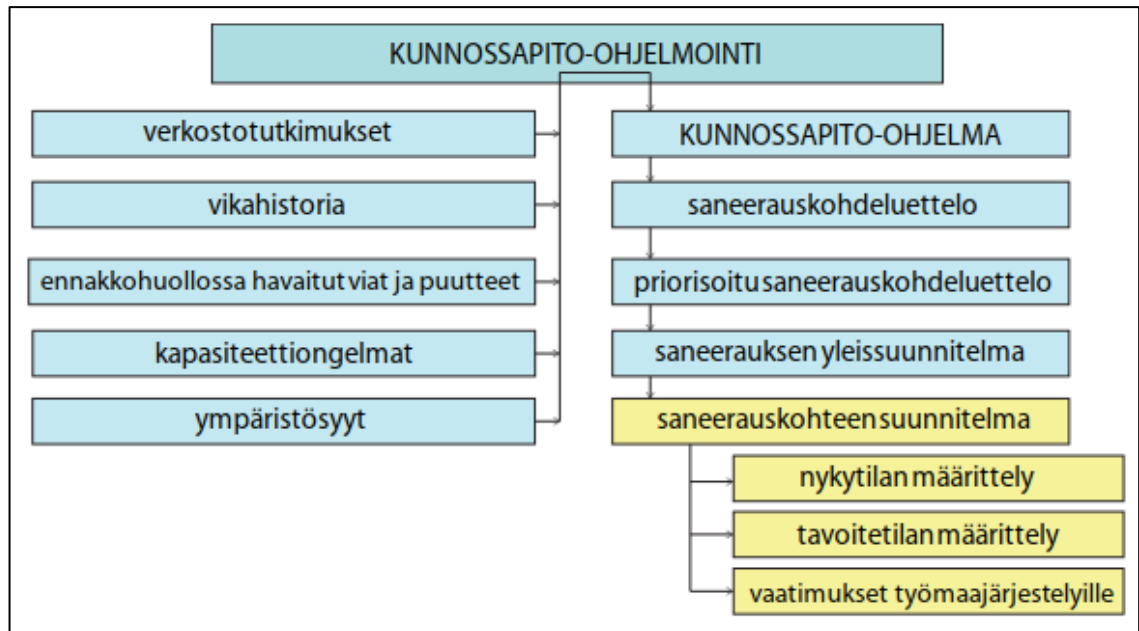 KUNNOSSAPITO-OHJELMOINTI
verkostotutkimukset
vikahistoria
ennakkohuollossa havaitut viat ja puutteet
kapasiteettiongelmat
ympäristösyyt
KUNNOSSAPITO-OHJELMA
saneerauskohdeluettelo
priorisoitu saneerauskohdeluettelo
saneerauksen yleissuunnitelma
saneerauskohteen suunnitelma
nykytilan määrittely
tavoitetilan määrittely
vaatimukset työmaajärjestelyille